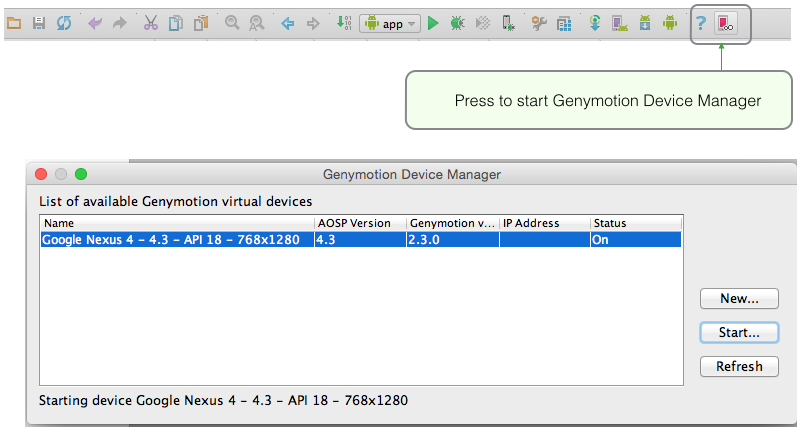 app
?
Press to start Genymotion Device Manager
Genymotion Device Manager
List of available Genymotion virtual devices
Name AOSP Version Genymotion v... IP Address Status
Google Nexus 4 - 4.3 - API 18 - 768x1280 4.3 2.3.0 On
New...
Start...
Refresh
Starting device Google Nexus 4 - 4.3 - API 18 - 768x1280